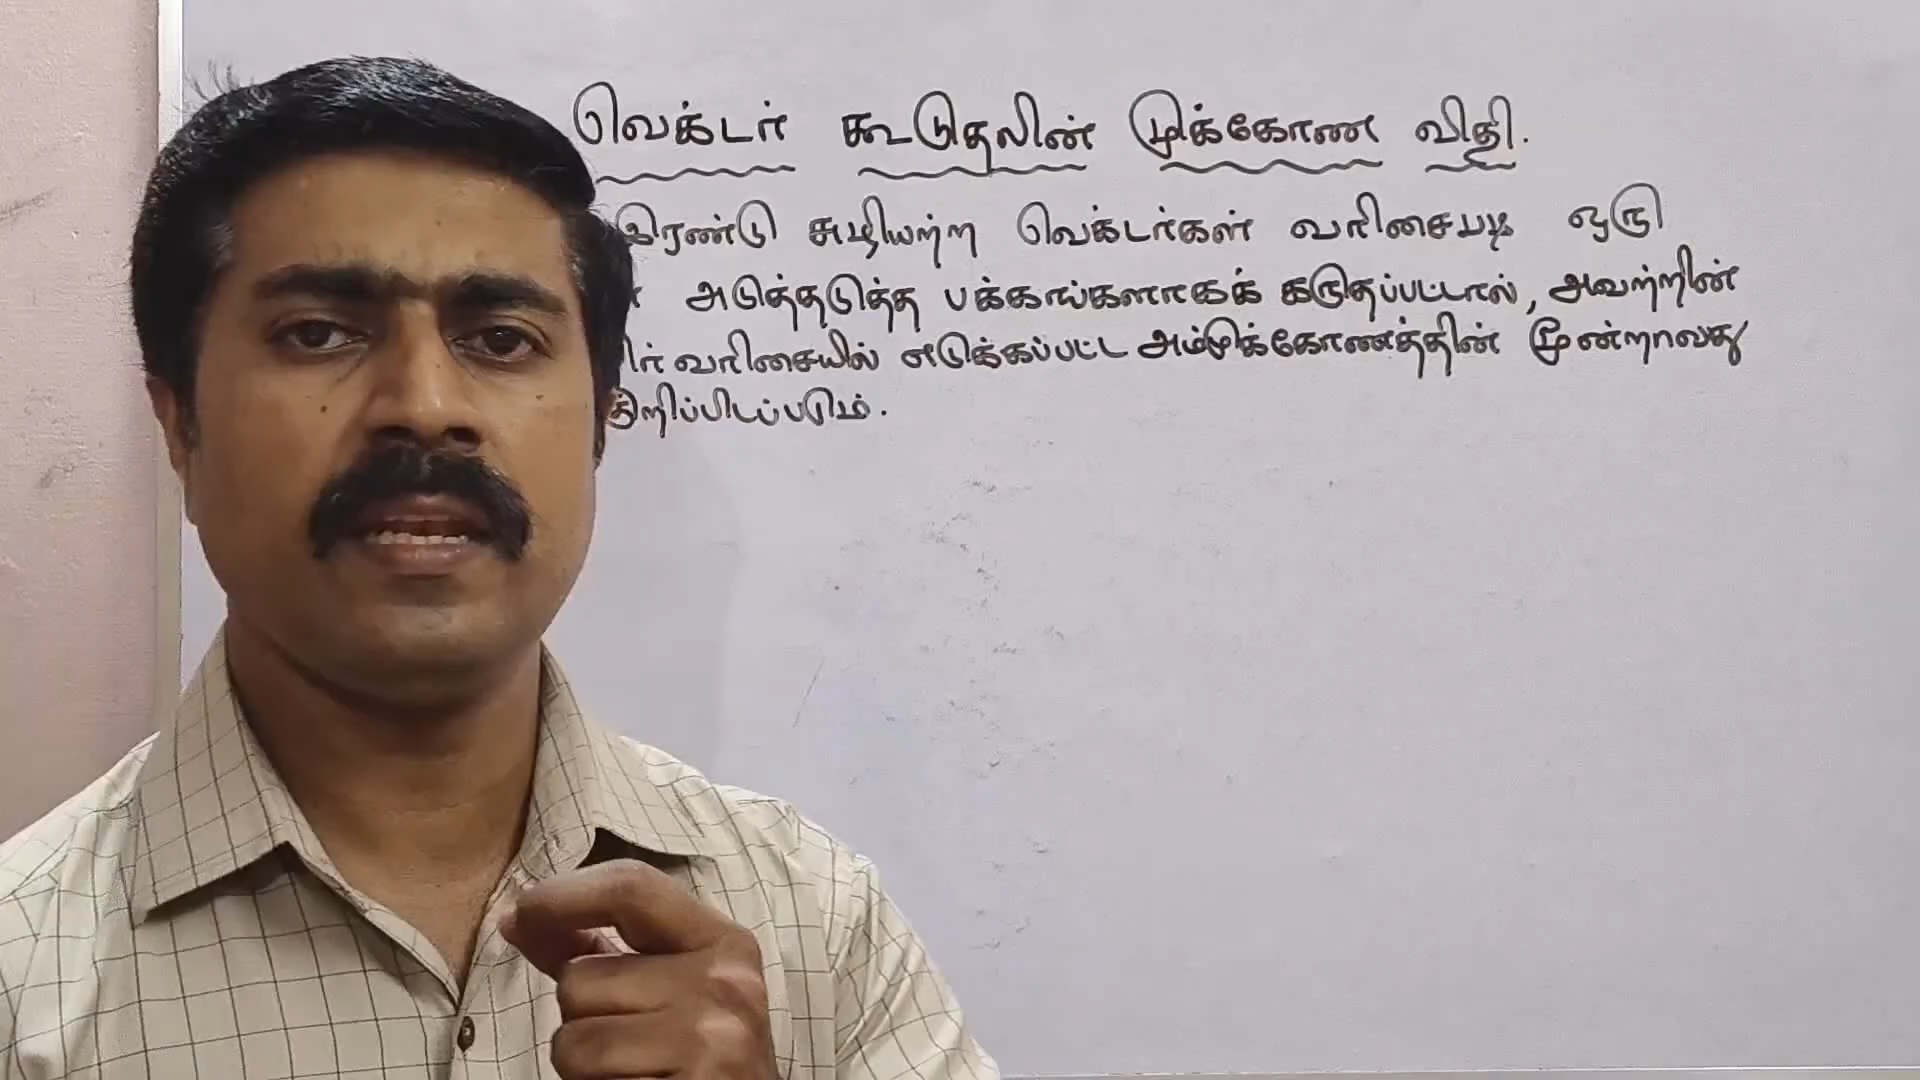 வெக்டர் கூடுதலின் முக்கோண விதி.
இரண்டு சுழியற்ற வெக்டர்கள் வரிசைபடி ஒரு
அடுத்தடுத்த பக்கங்களாகக் கருதப்பட்டால், அவற்றின்
வரிசையில் எடுக்கப்பட்ட அம்முக்கோணத்தின் மூன்றாவது
குறிப்பிடப்படும்.